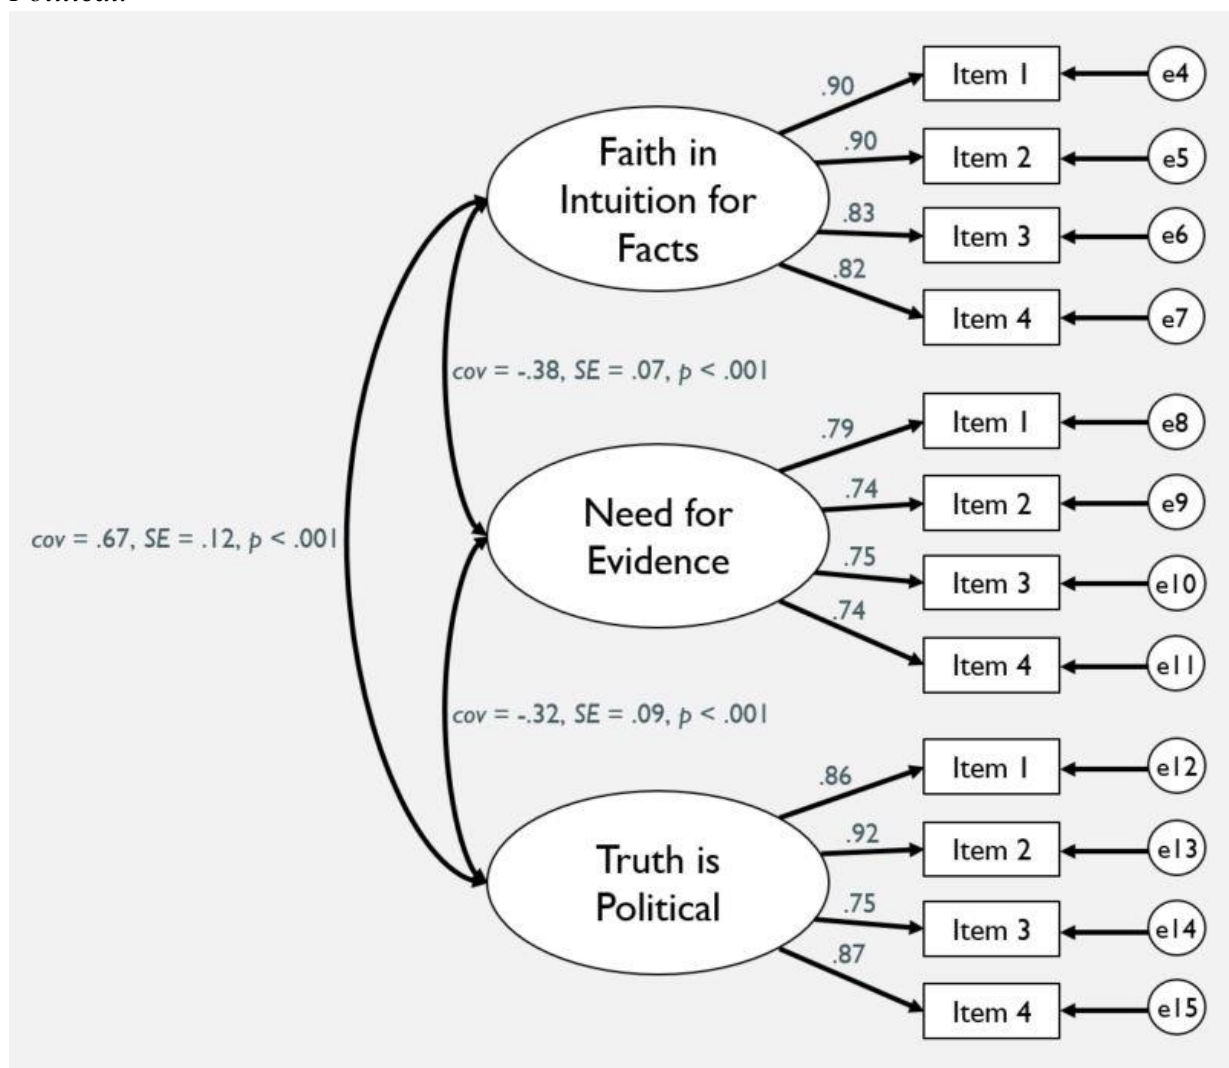 Political.
.90
Item 1
e4
Faith in
Intuition for
Facts
.90
Item 2
e5
.83
Item 3
e6
.82
Item 4
e7
cov = -.38, SE = .07, p < .001
.79
Item 1
e8
Need for
Evidence
.74
Item 2
e9
.75
Item 3
e10
.74
Item 4
e11
cov = .67, SE = .12, p < .001
cov = -.32, SE = .09, p < .001
.86
Item 1
e12
Truth is
Political
.92
Item 2
e13
.75
Item 3
e14
.87
Item 4
e15